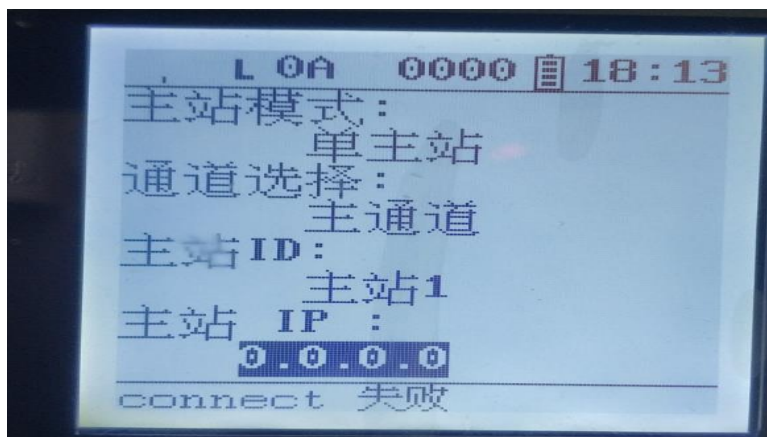 L 0A 0000 18:13
主站模式:
单主站
通道选择:
主通道
主站ID:
主站1
主站 IP :
0.0.0.0
connect 失败